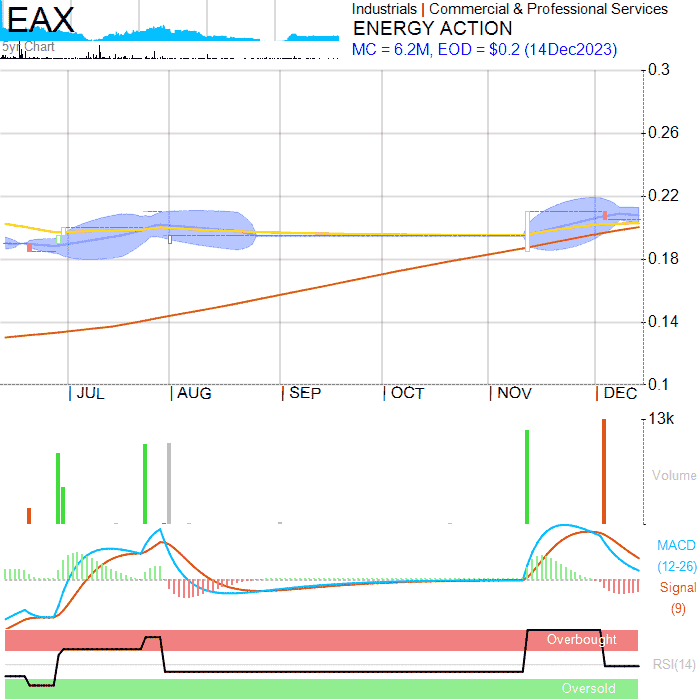 EAX
5yr Chart
Industrials | Commercial & Professional Services
ENERGY ACTION
MC = 6.2M, EOD = $0.2 (14Dec2023)
0.3
0.26
0.22
0.18
0.14
0.1
JUL AUG SEP OCT NOV DEC
13k
Volume
MACD
(12-26)
Signal
(9)
Overbought
RSI(14)
Oversold